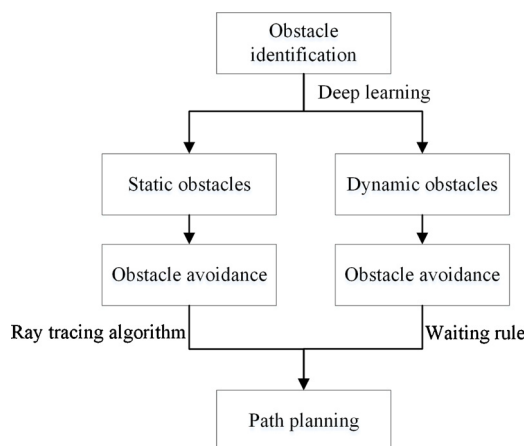 Obstacle
identification
Deep learning
Static obstacles
Dynamic obstacles
Obstacle avoidance
Obstacle avoidance
Ray tracing algorithm
Waiting rule
Path planning